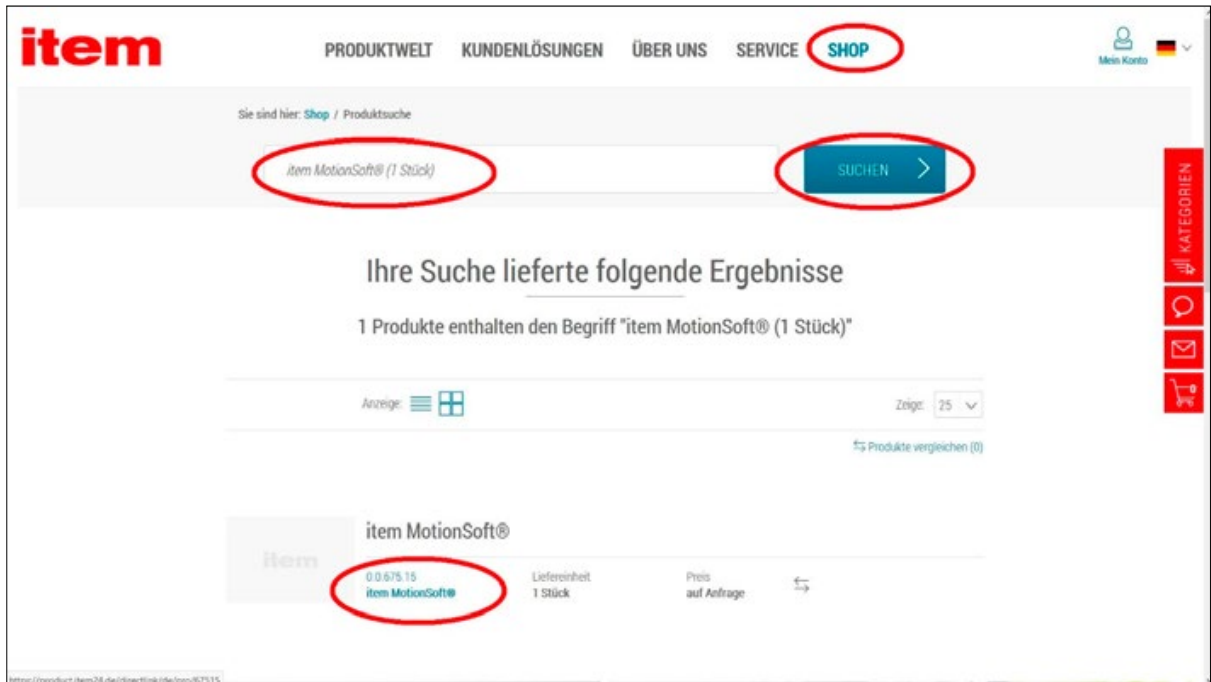 item
PRODUKTWELT KUNDENLÖSUNGEN ÜBER UNS SERVICE SHOP
Mein Konto
Sie sind hier: Shop / Produktsuche
item MotionSoft® (1 Stück)
SUCHEN
KATEGORIEN
Ihre Suche lieferte folgende Ergebnisse
1 Produkte enthalten den Begriff "item MotionSoft® (1 Stück)"
Anzeige: Zeige: 25
Produkte vergleichen (0)
item MotionSoft®
item
0.0.675.15 Liefereinheit Preis
item MotionSoft® 1 Stück auf Anfrage
0